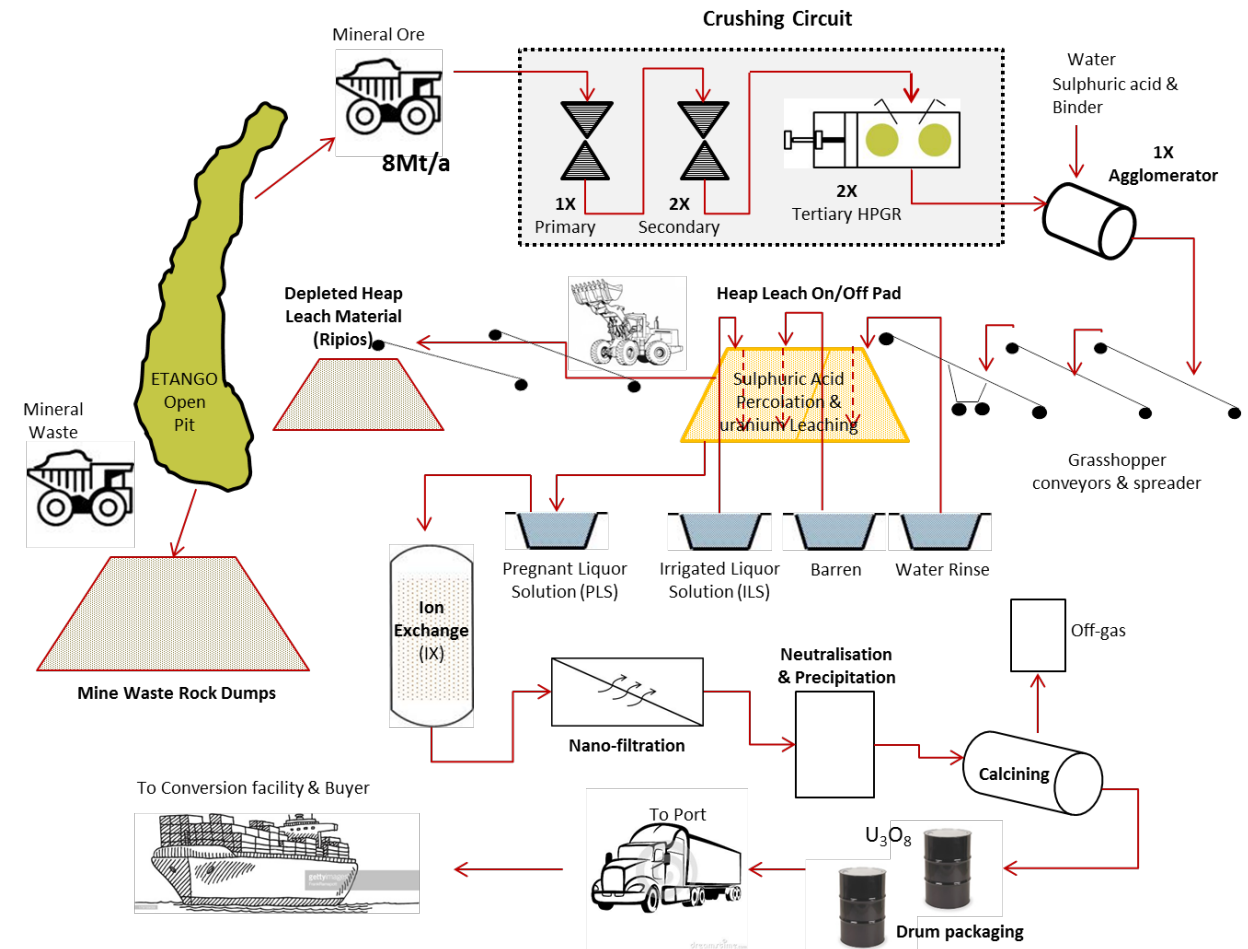 Crushing Circuit
Mineral Ore
8Mt/a
1X
Primary
2X
Secondary
2X
Tertiary HPGR
Water
Sulphuric acid &
Binder
1X
Agglomerator
ETANGO
Open
Pit
Mineral
Waste
Mine Waste Rock Dumps
Depleted Heap
Leach Material
(Ripios)
Heap Leach On/Off Pad
Sulphuric Acid
Percolation &
uranium Leaching
Grasshopper
conveyors & spreader
Pregnant Liquor
Solution (PLS)
Irrigated Liquor
Solution (ILS)
Barren
Water Rinse
Ion
Exchange
(IX)
Nano-filtration
Neutralisation
& Precipitation
Off-gas
Calcining
U₃O₈
Drum packaging
To Port
To Conversion facility & Buyer
gettyimages